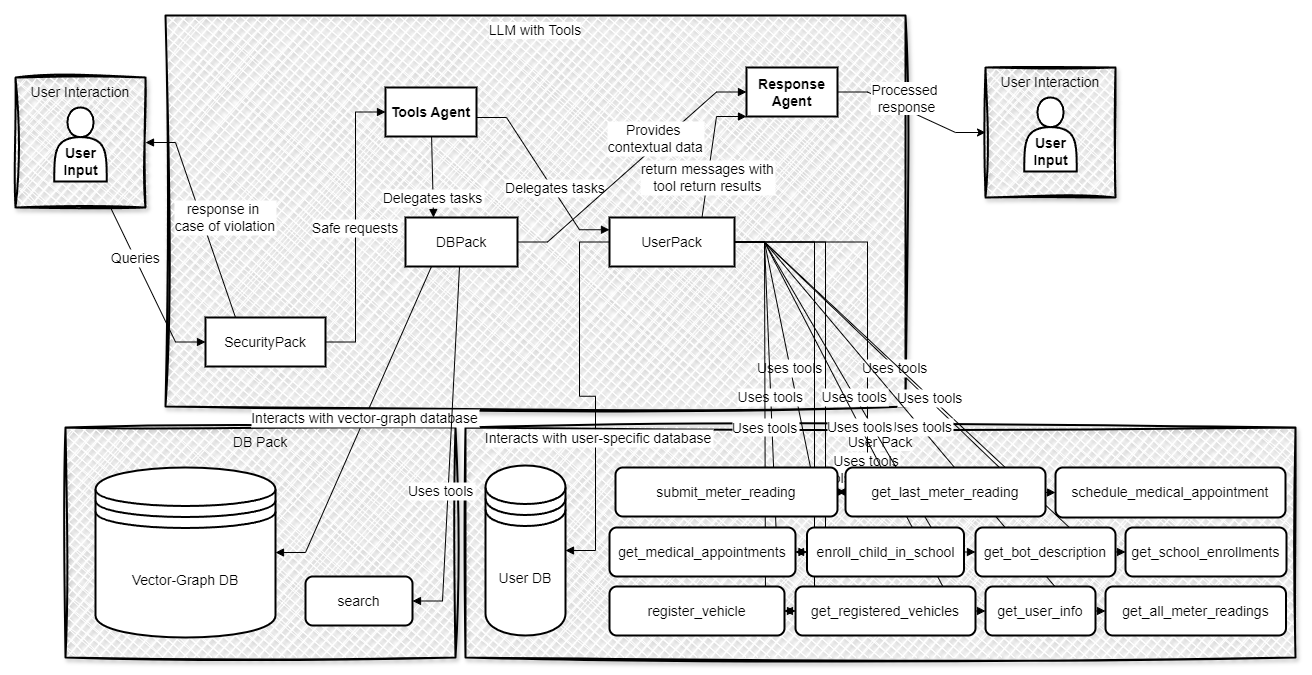 LLM with Tools
User Interaction
User
Input
Queries
response in
case of violation
SecurityPack
Safe requests
Tools Agent
Delegates tasks
Delegates tasks
DBPack
UserPack
Provides
contextual data
return messages with
tool return results
Response
Agent
Processed
response
User Interaction
User
Input
Interacts with vector-graph database
DB Pack
Vector-Graph DB
Uses tools
search
Interacts with user-specific database
User DB
Uses tools
Uses tools
Uses tools
Uses tools
Uses tools
Uses tools
Uses tools
Uses tools
User Pack
Uses tools
submit_meter_reading
get_last_meter_reading
schedule_medical_appointment
get_medical_appointments
enroll_child_in_school
get_bot_description
get_school_enrollments
register_vehicle
get_registered_vehicles
get_user_info
get_all_meter_readings